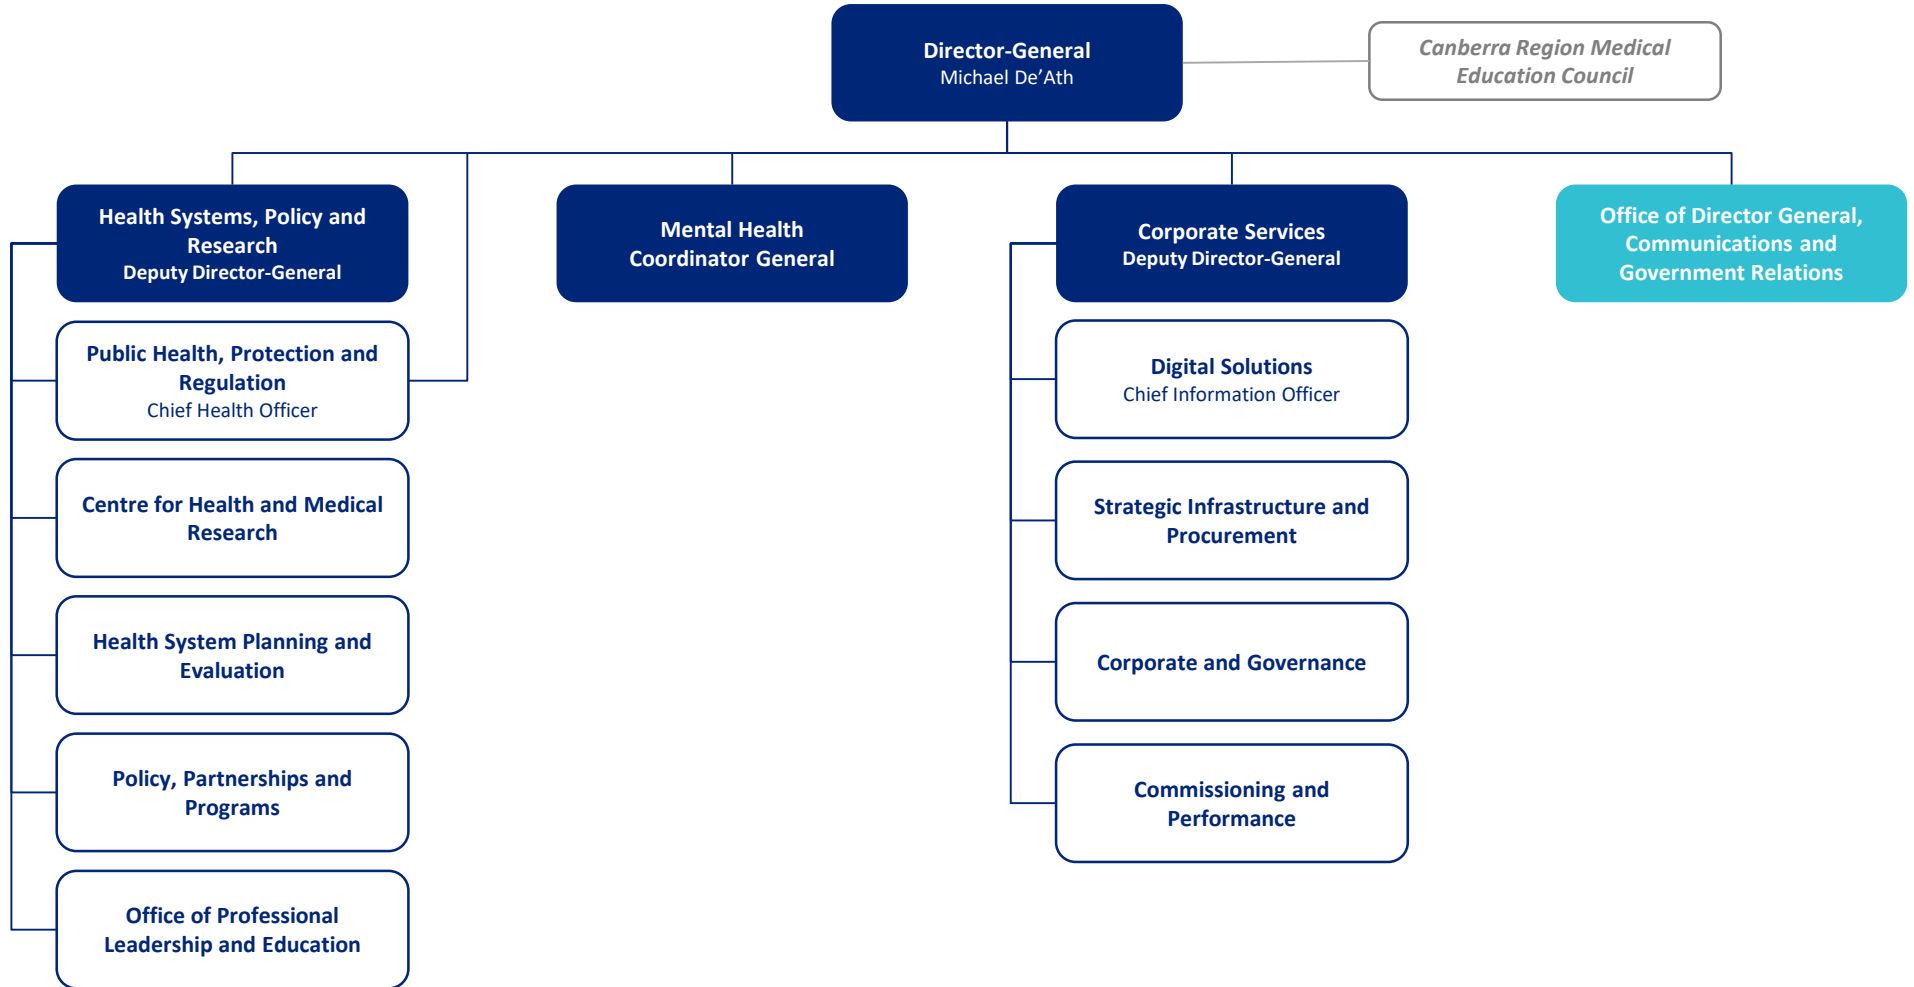 Director-General
Michael De’Ath
Canberra Region Medical
Education Council
Health Systems, Policy and
Research
Deputy Director-General
Mental Health
Coordinator General
Corporate Services
Deputy Director-General
Office of Director General,
Communications and
Government Relations
Public Health, Protection and
Regulation
Chief Health Officer
Centre for Health and Medical
Research
Health System Planning and
Evaluation
Policy, Partnerships and
Programs
Office of Professional
Leadership and Education
Digital Solutions
Chief Information Officer
Strategic Infrastructure and
Procurement
Corporate and Governance
Commissioning and
Performance